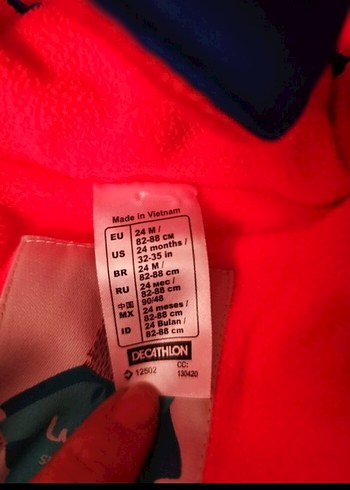 Made in Vietnam
EU 24 M /
82-88 CM
US 24 months /
32-35 in
BR 24 M /
82-88 cm
RU 24 мес /
82-88 cm
中国 90/48
MX 24 meses /
82-88 cm
ID 24 Bulan /
82-88 cm
DECATHLON
12502 CC:
130420